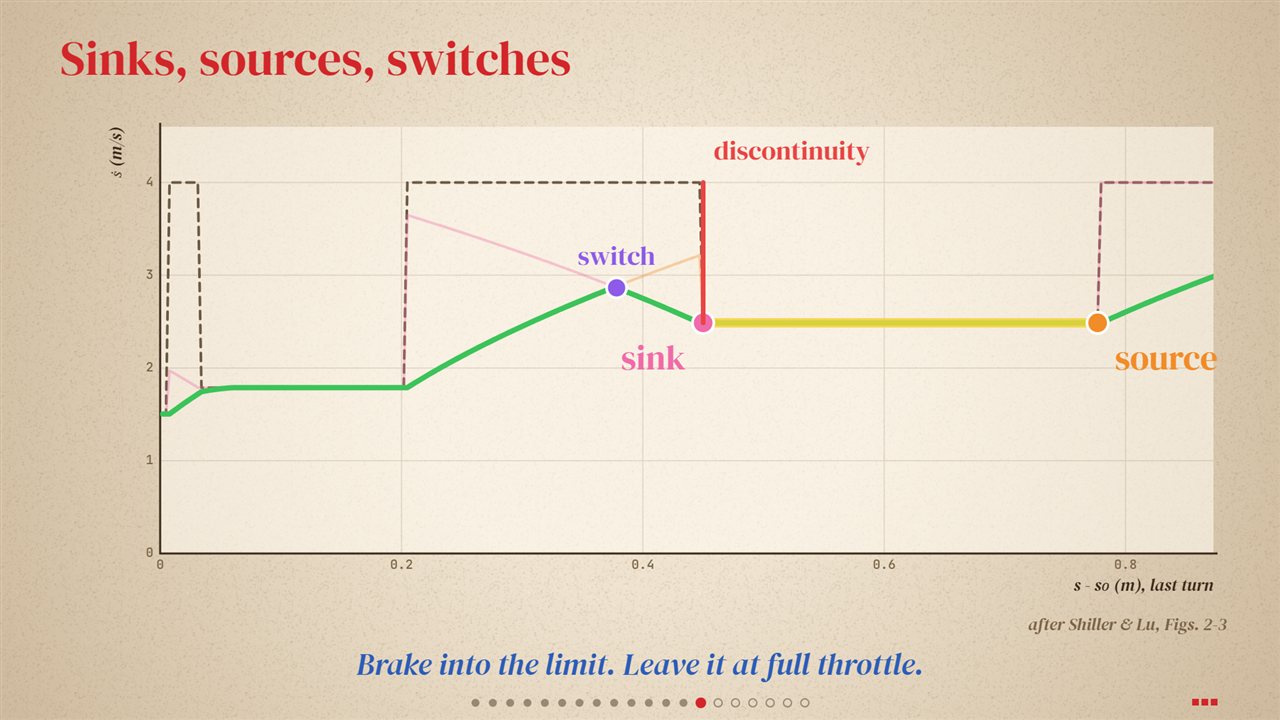 Sinks, sources, switches
ṡ (m/s)
discontinuity
4
switch
3
sink
source
2
1
0
0 0.2 0.4 0.6 0.8
s - s₀ (m), last turn
after Shiller & Lu, Figs. 2-3
Brake into the limit. Leave it at full throttle.